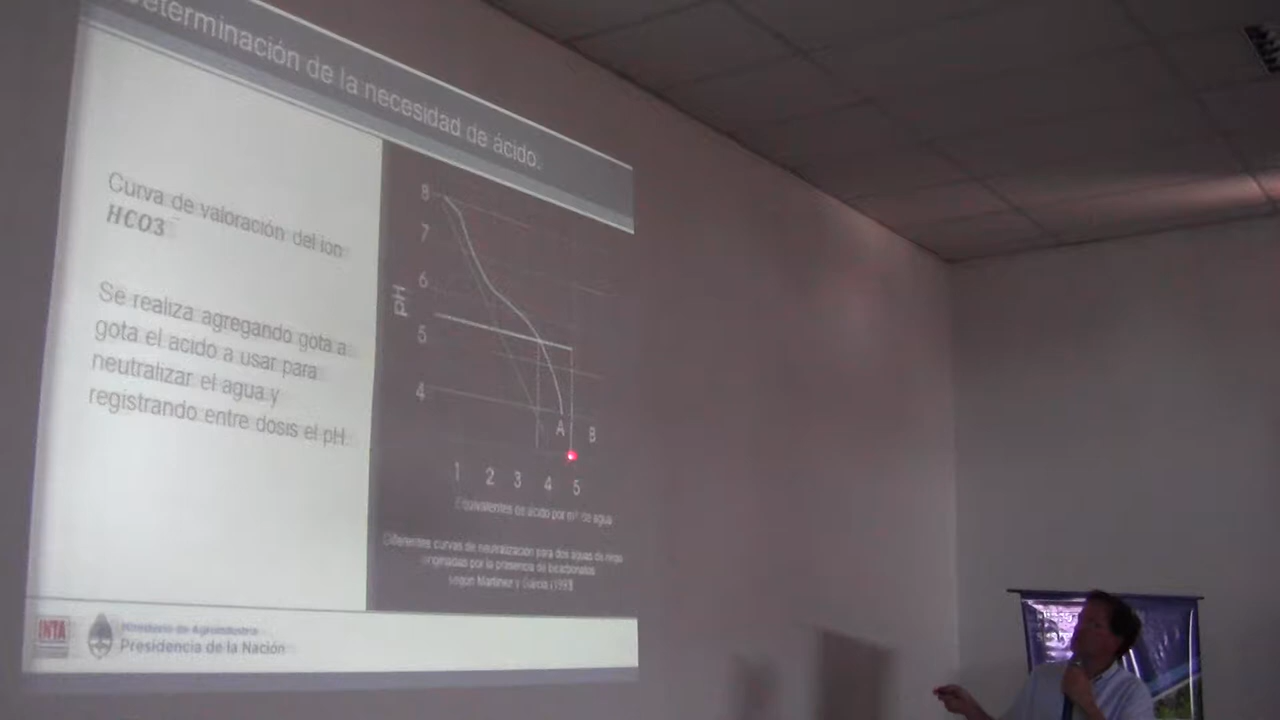 Determinación de la necesidad de ácido.
Curva de valoración del ion
HCO3⁻
Se realiza agregando gota a
gota el acido a usar para
neutralizar el agua y
registrando entre dosis el pH
8
7
6
5
4
PH
A B
1 2 3 4 5
Equivalentes de ácido por m³ de agua
Diferentes curvas de neutralización para dos aguas de riego
originadas por la presencia de bicarbonatos
según Martinez y García
INTA
Ministerio de Agroindustria
Presidencia de la Nación